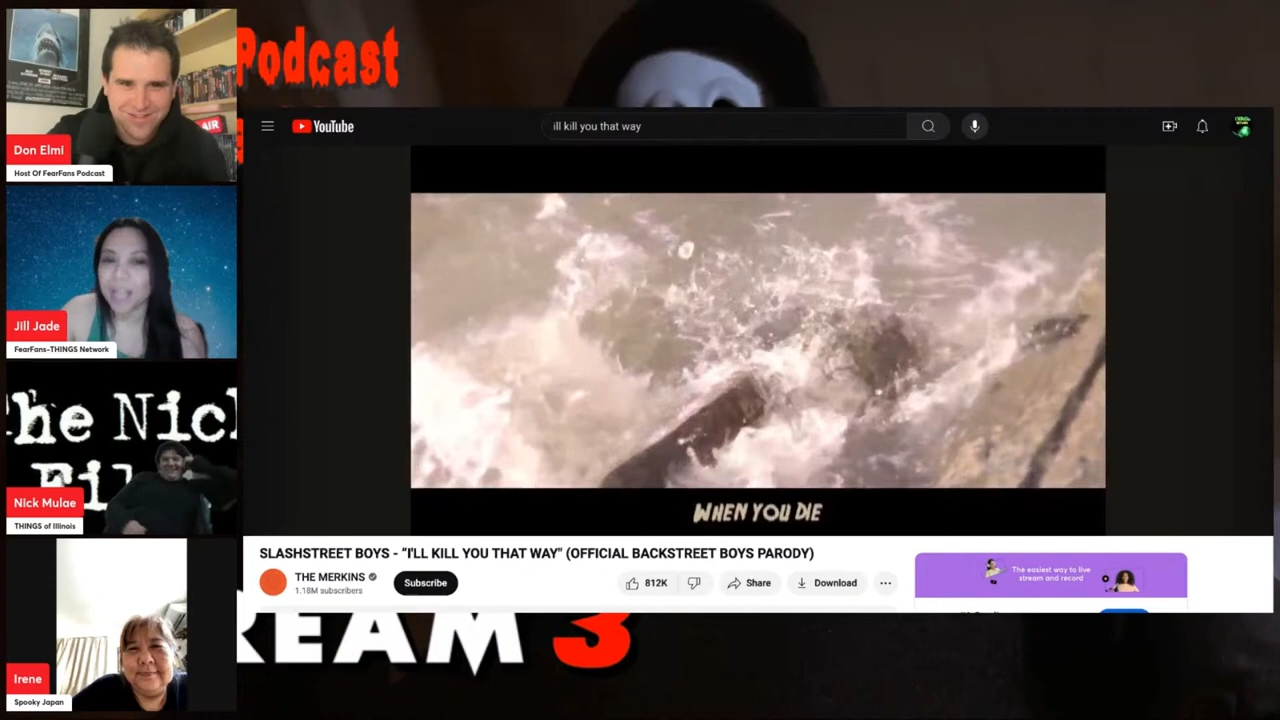 Podcast
YouTube
ill kill you that way
AIR
Don Elmi
Host Of FearFans Podcast
Jill Jade
FearFans-THINGS Network
The Nick
Fil
Nick Mulae
THINGS of Illinois
Irene
Spooky Japan
WHEN YOU DIE
SLASHSTREET BOYS - “I'LL KILL YOU THAT WAY" (OFFICIAL BACKSTREET BOYS PARODY)
THE MERKINS
1.18M subscribers
Subscribe
812K
Share
Download
The easiest way to live
stream and record
REAM 3